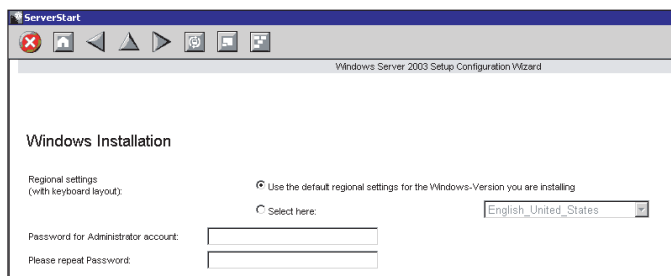 ServerStart
Windows Server 2003 Setup Configuration Wizard
Windows Installation
Regional settings
(with keyboard layout):
Use the default regional settings for the Windows-Version you are installing
Select here:
English_United_States
Password for Administrator account:
Please repeat Password: